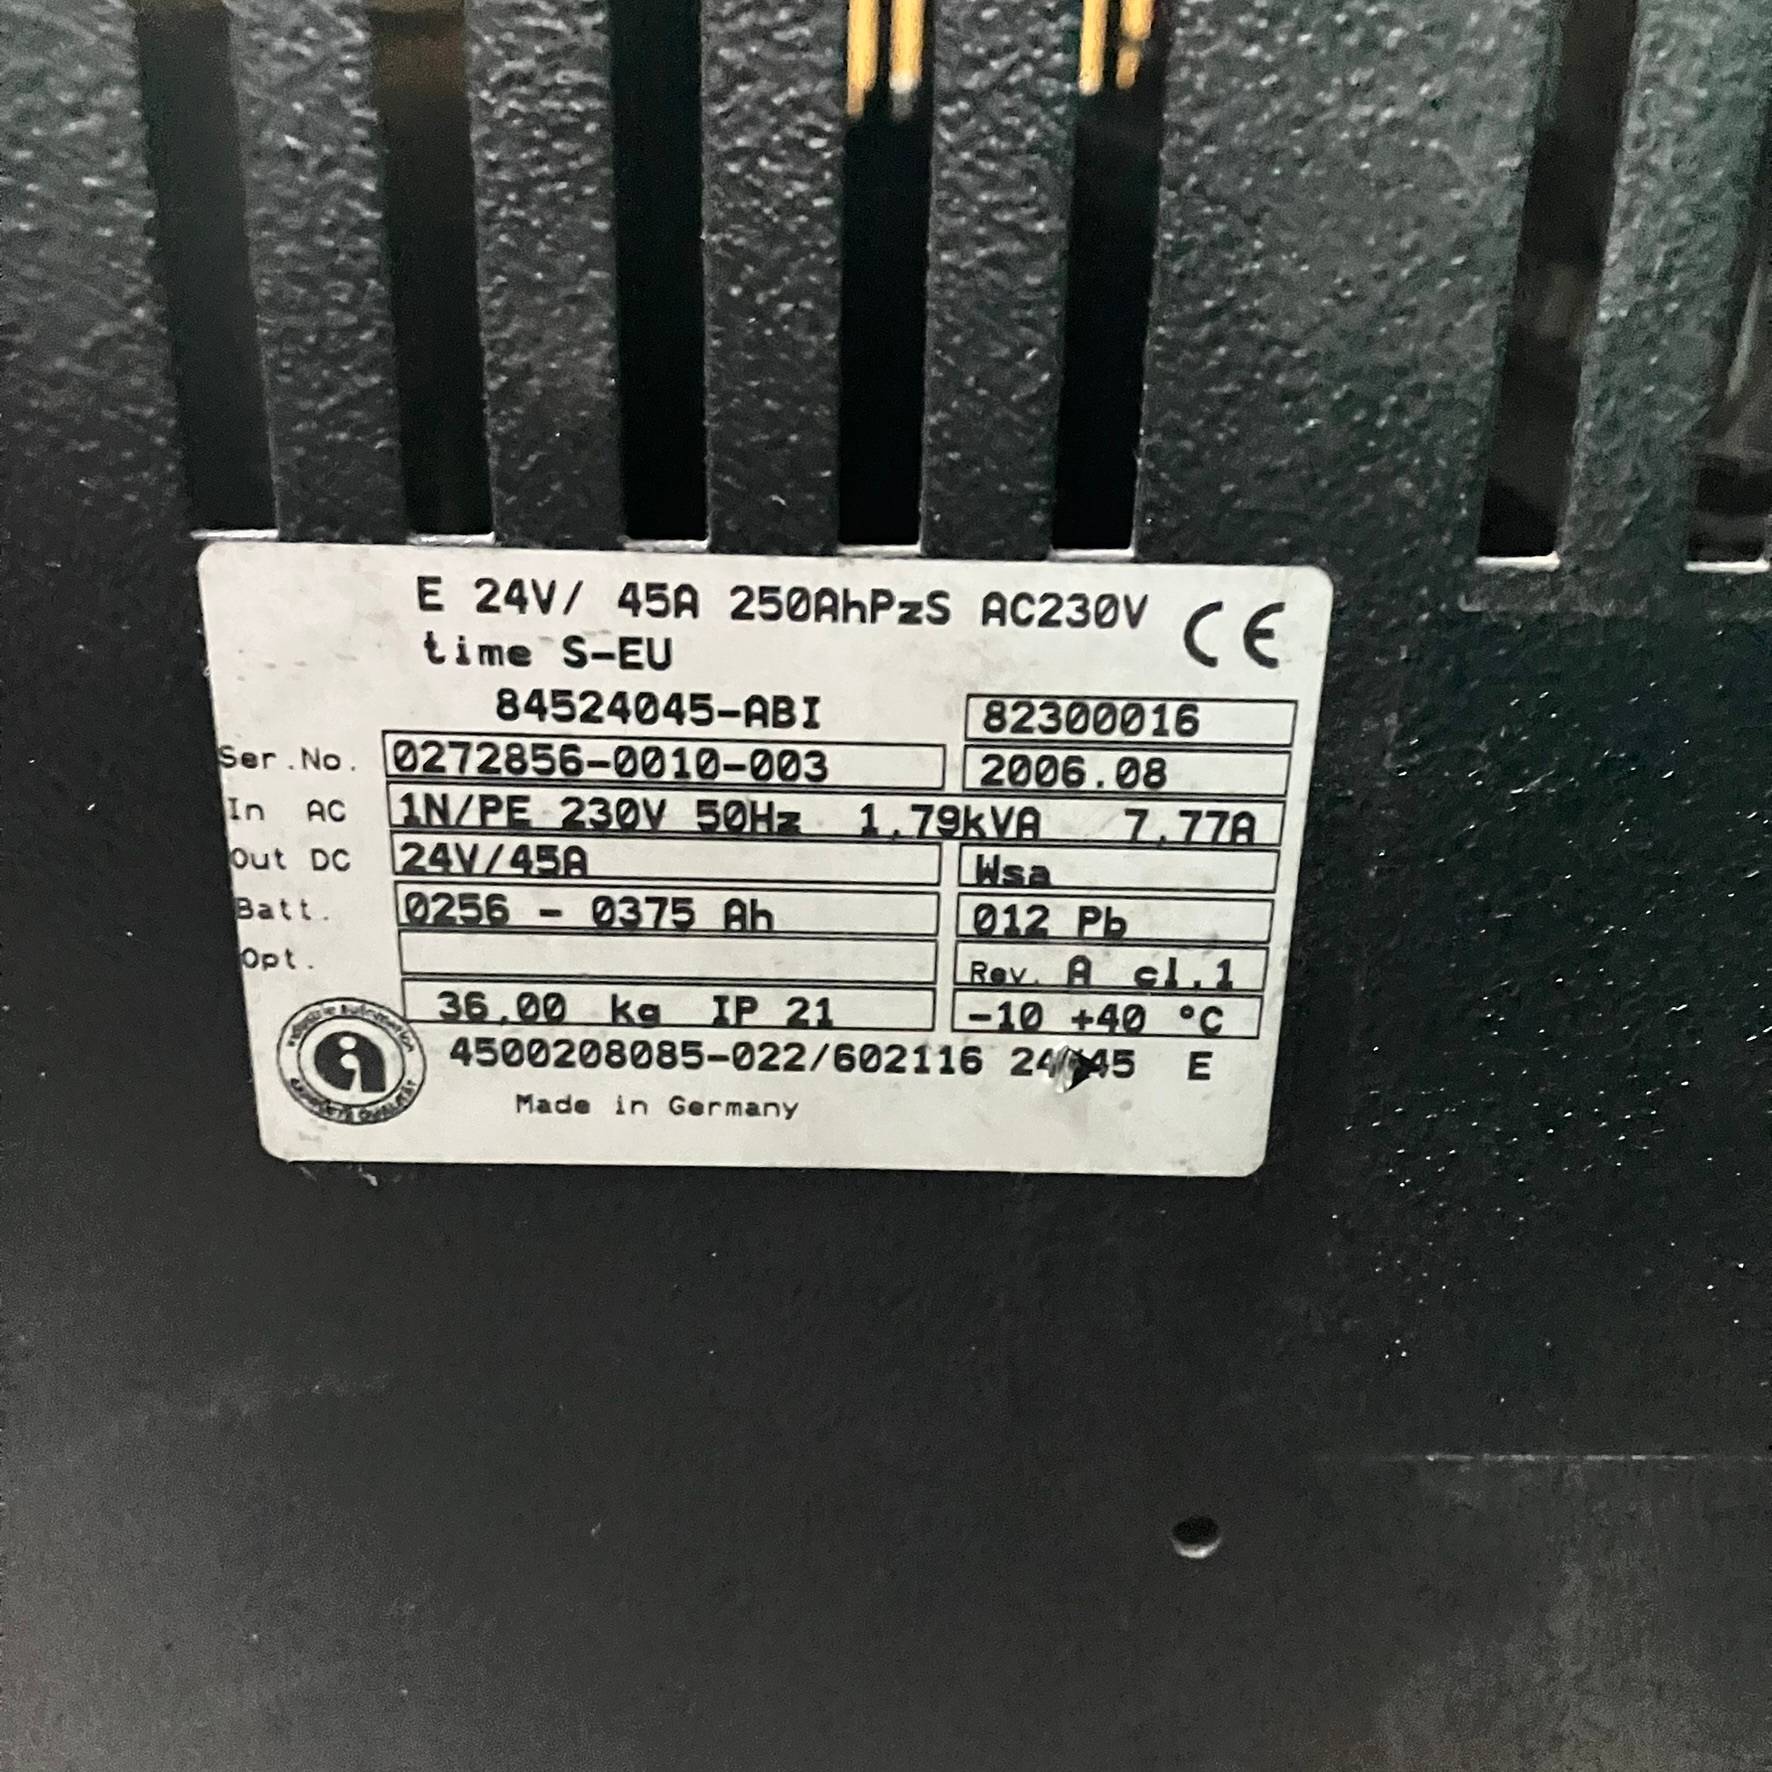 E 24V/ 45A 250AhPzS AC230V CE
time S-EU
84524045-ABI 82300016
Ser.No. 0272856-0010-003 2006.08
In AC 1N/PE 230V 50Hz 1,79kVA 7,77A
Out DC 24V/45A Wsa
Batt. 0256 - 0375 Ah 012 Pb
Opt. Rev. A cl.1
36,00 kg IP 21 -10 +40 °C
4500208085-022/602116 E
Made in Germany